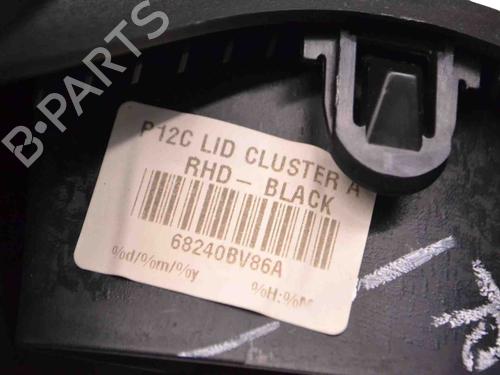 B-PARTS
P12C LID CLUSTER A
RHD- BLACK
68240BV86A
%d/%m/%y %H:%M